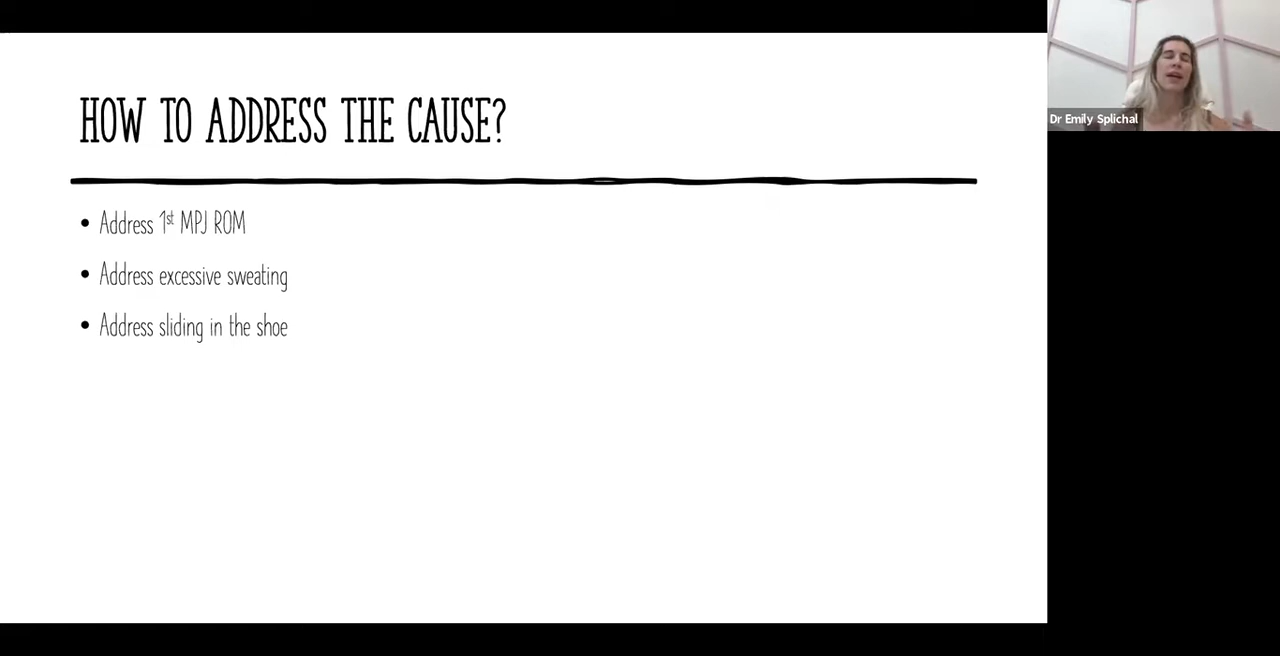 HOW TO ADDRESS THE CAUSE?
• Address 1st MPJ ROM
• Address excessive sweating
• Address sliding in the shoe
Dr Emily Splichal